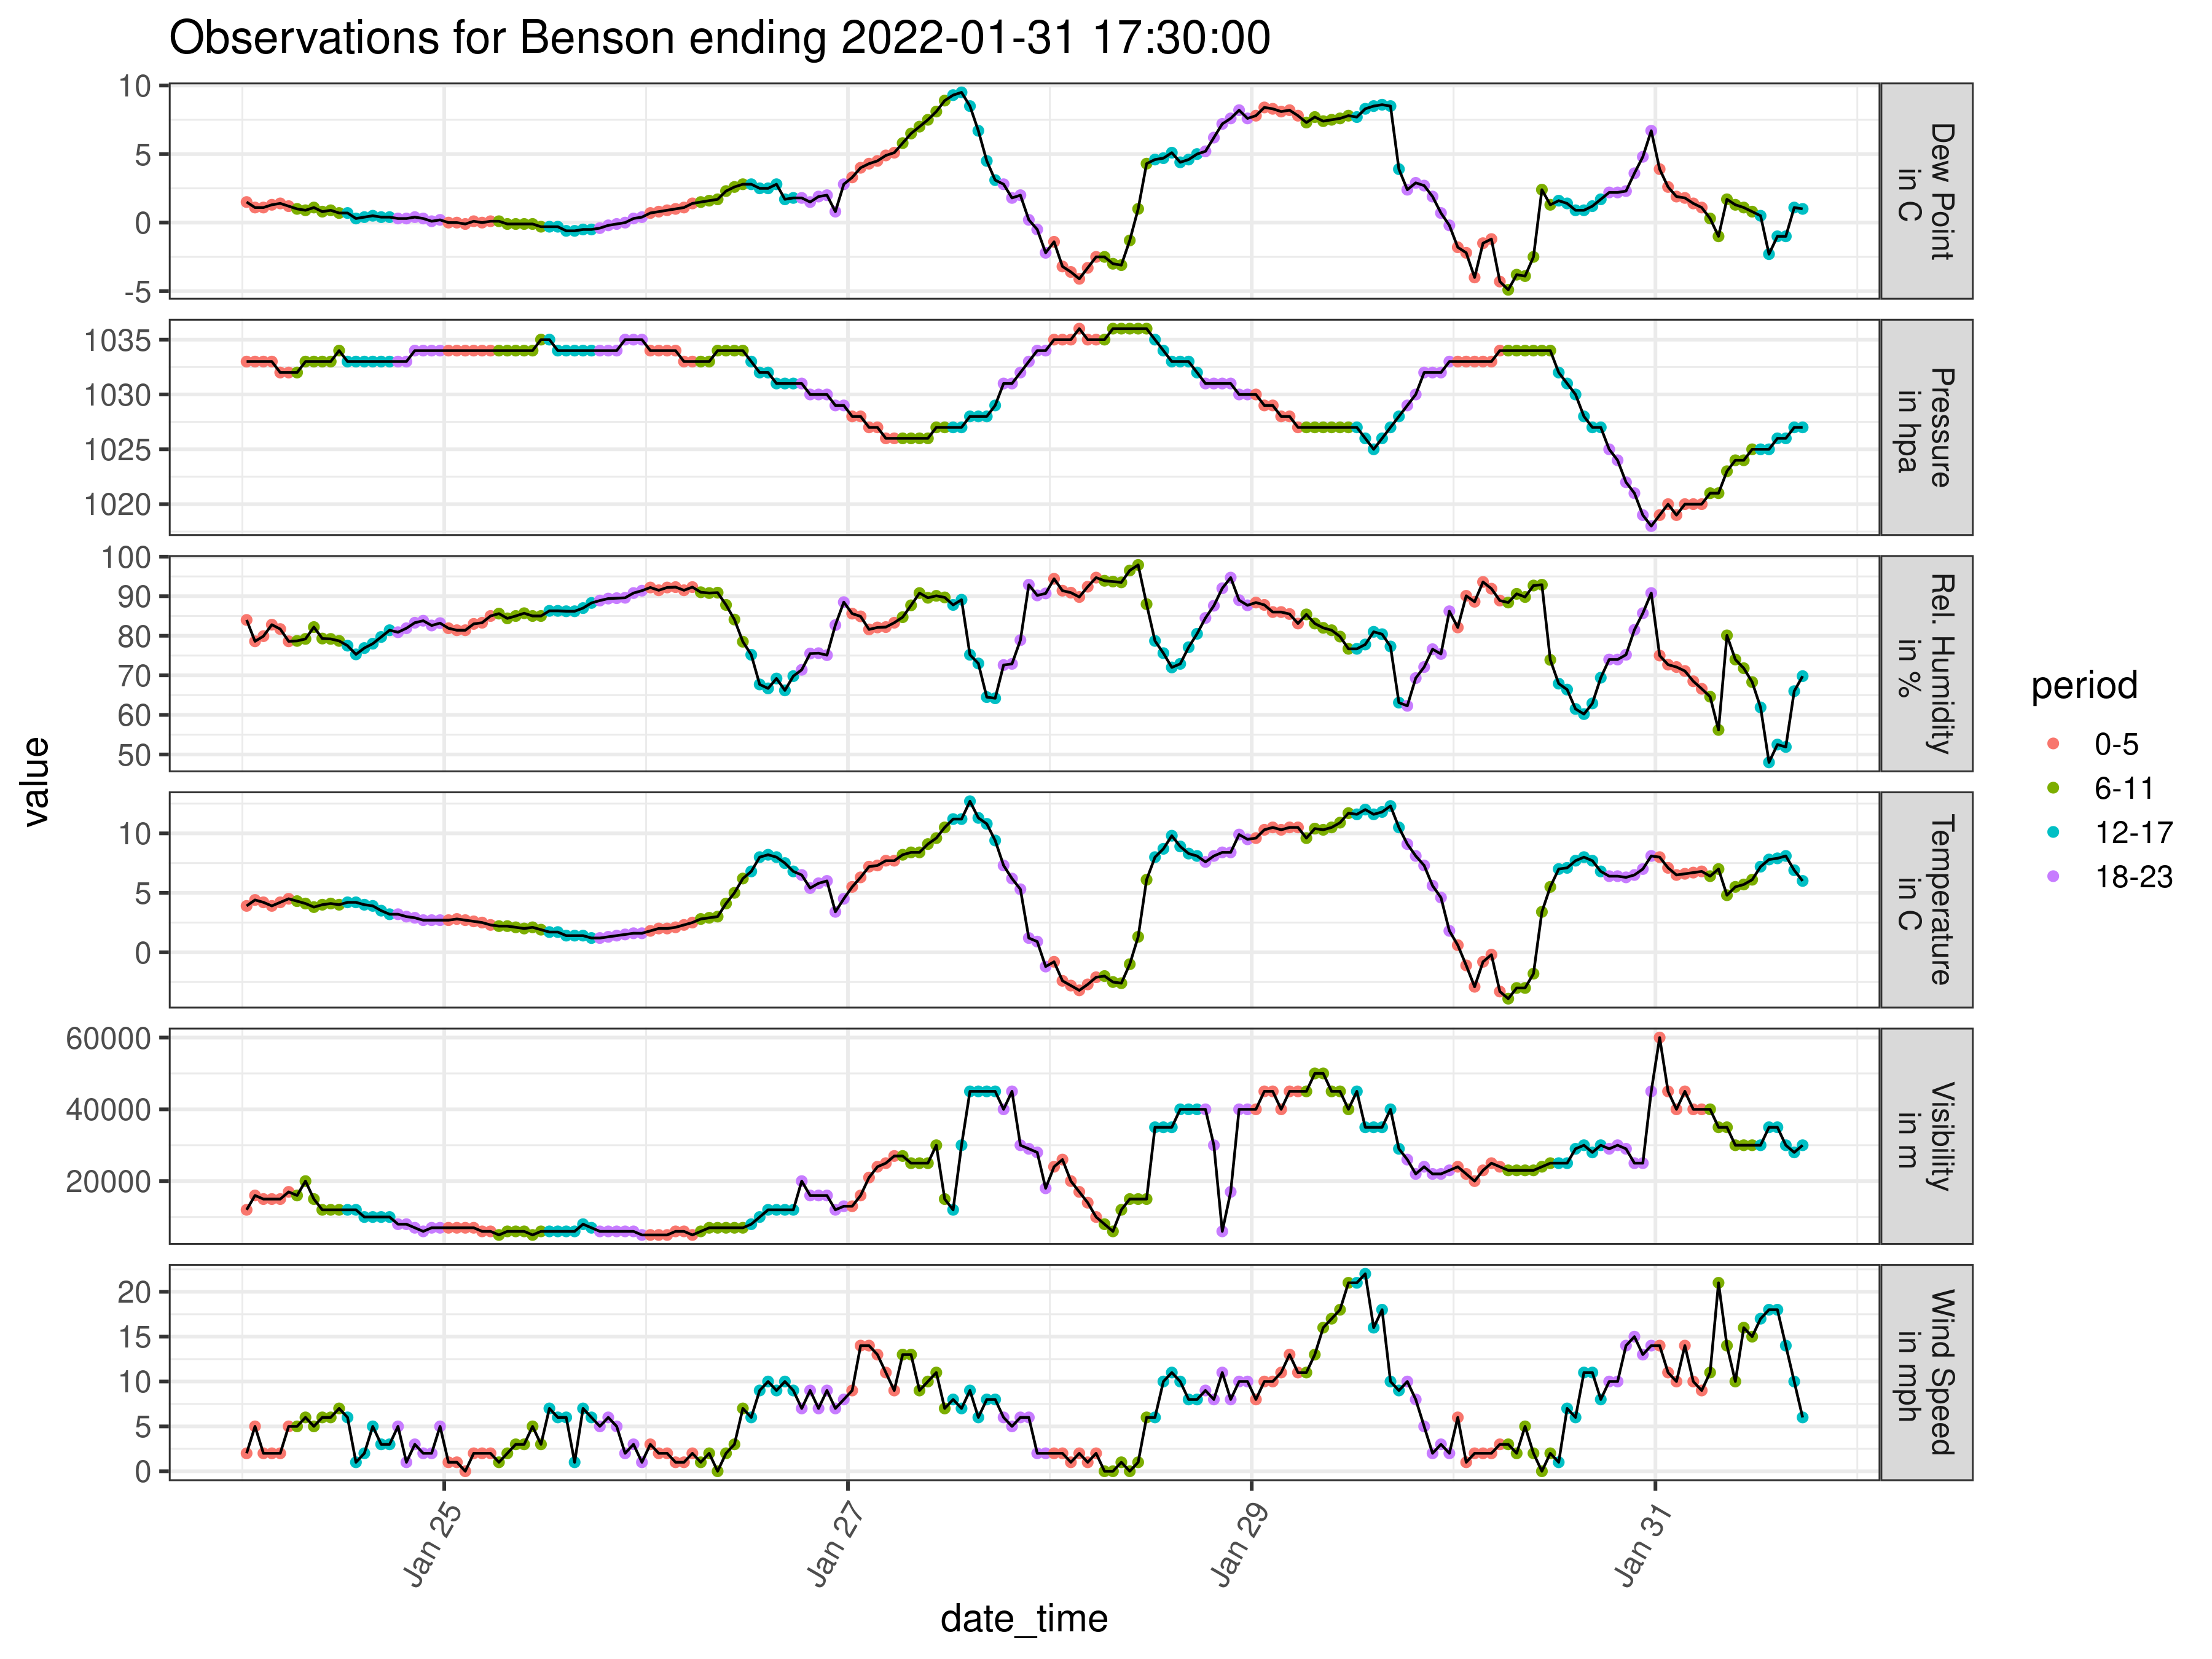 Observations for Benson ending 2022-01-31 17:30:00
10
5
0
-5
Dew Point
in C
1035
1030
1025
1020
Pressure
in hpa
100
90
80
70
60
50
Rel. Humidity
in %
10
5
0
Temperature
in C
60000
40000
20000
Visibility
in m
20
15
10
5
0
Wind Speed
in mph
value
Jan 25
Jan 27
Jan 29
Jan 31
date_time
period
0-5
6-11
12-17
18-23